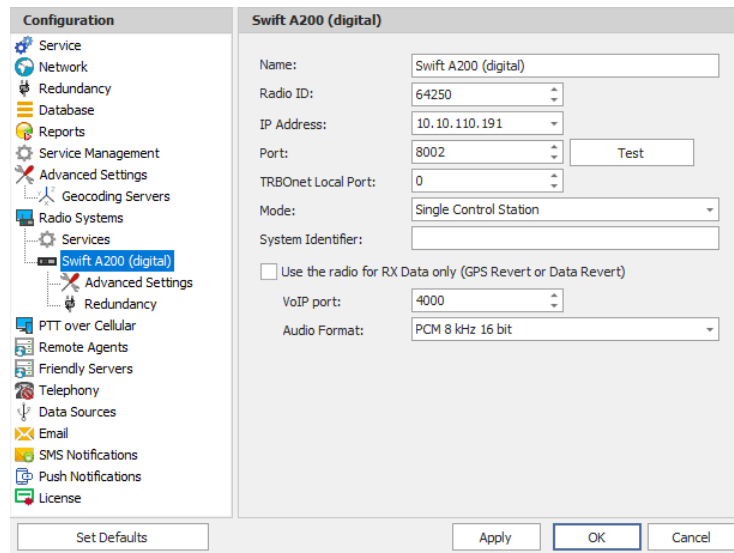 Configuration
Service
Network
Redundancy
Database
Reports
Service Management
Advanced Settings
Geocoding Servers
Radio Systems
Services
Swift A200 (digital)
Advanced Settings
Redundancy
PTT over Cellular
Remote Agents
Friendly Servers
Telephony
Data Sources
Email
SMS Notifications
Push Notifications
License
Set Defaults
Swift A200 (digital)
Name: Swift A200 (digital)
Radio ID: 64250
IP Address: 10.10.110.191
Port: 8002 Test
TRBOnet Local Port: 0
Mode: Single Control Station
System Identifier:
Use the radio for RX Data only (GPS Revert or Data Revert)
VoIP port: 4000
Audio Format: PCM 8 kHz 16 bit
Apply OK Cancel